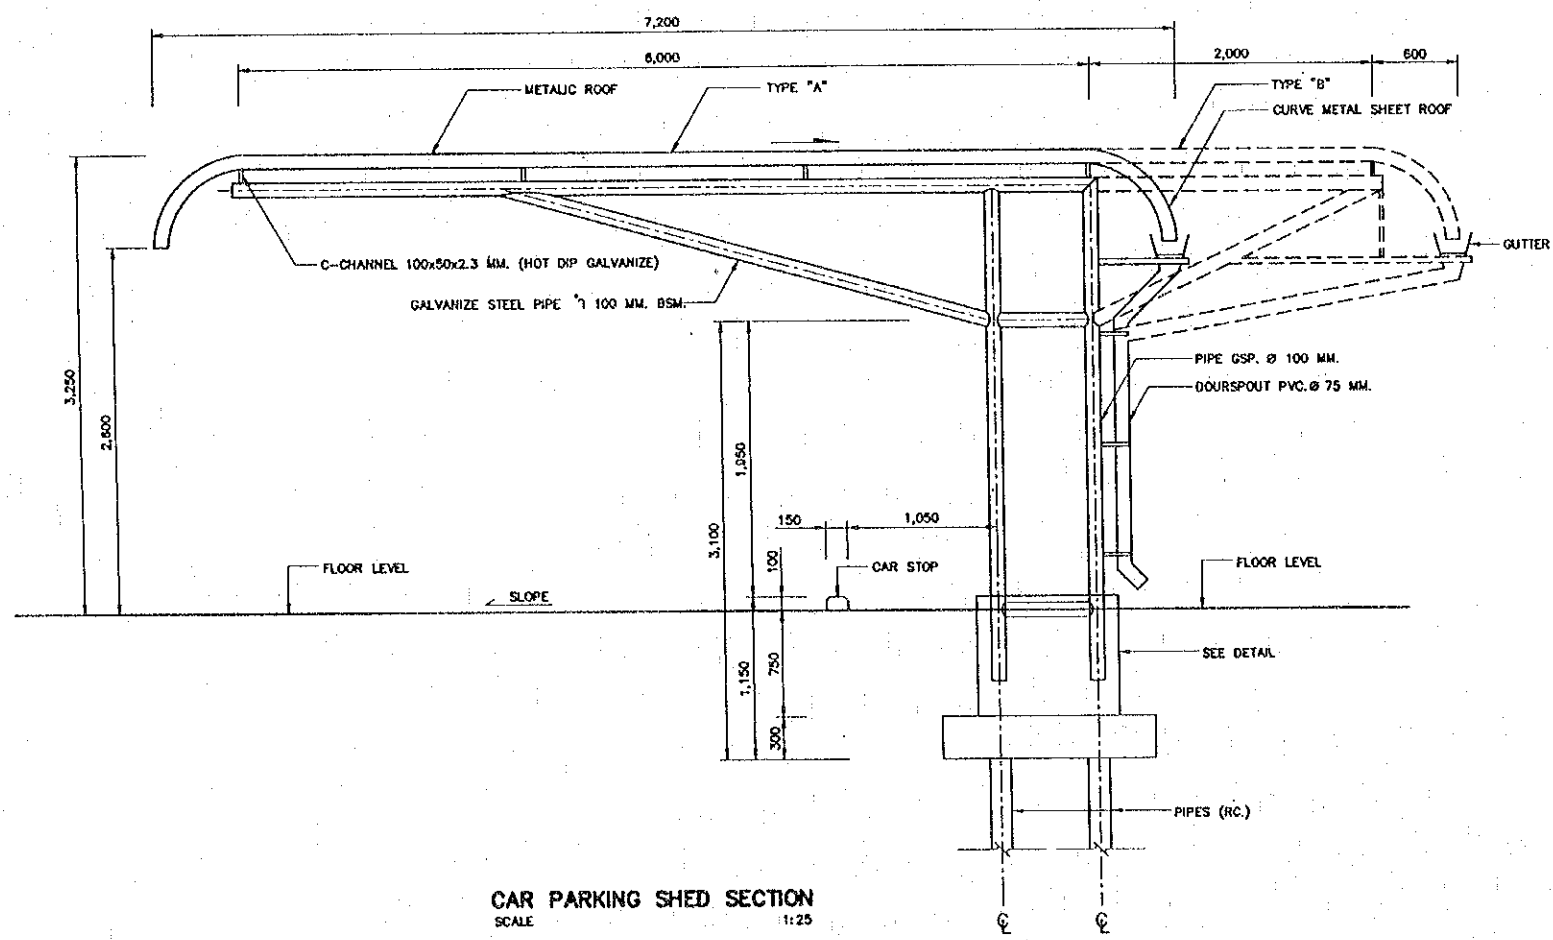 7,200
6,000
2,000
600
METALIC ROOF
TYPE "A"
TYPE "B"
CURVE METAL SHEET ROOF
GUTTER
C-CHANNEL 100x50x2.3 MM. (HOT DIP GALVANIZE)
GALVANIZE STEEL PIPE 100 MM. BSM.
3,250
2,600
PIPE GSP. Ø 100 MM.
DOURSPOUT PVC.Ø 75 MM.
1,950
3,100
150
1,050
100
CAR STOP
FLOOR LEVEL
SLOPE
FLOOR LEVEL
SEE DETAIL
1,150
750
300
PIPES (RC.)
CAR PARKING SHED SECTION
SCALE 1:25